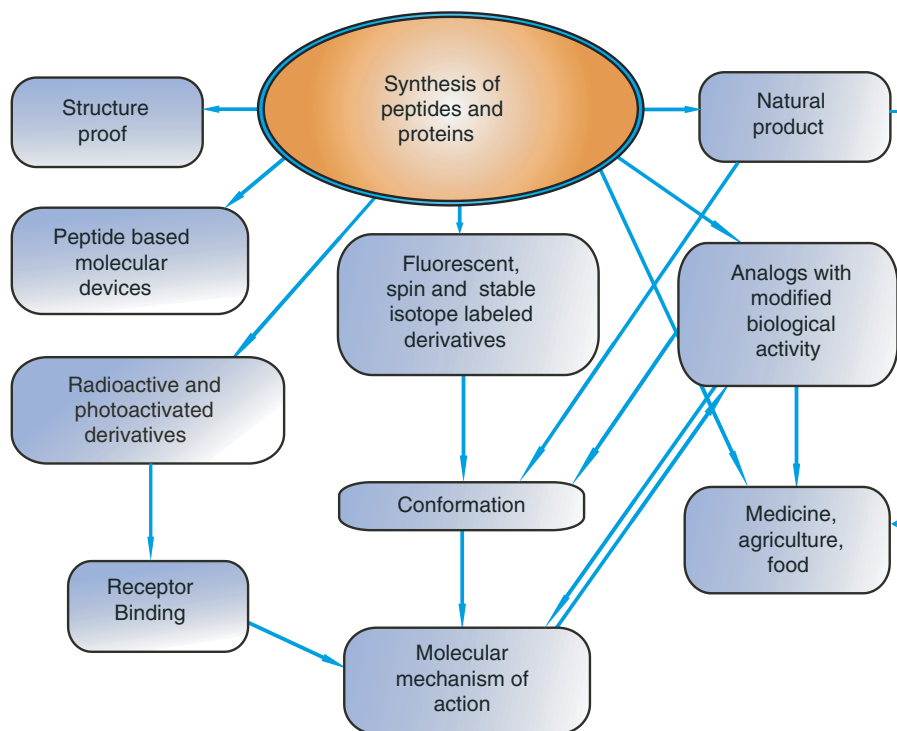 Synthesis of
peptides and
proteins
Structure
proof
Natural
product
Peptide based
molecular
devices
Fluorescent,
spin and stable
isotope labeled
derivatives
Analogs with
modified
biological
activity
Radioactive and
photoactivated
derivatives
Conformation
Medicine,
agriculture,
food
Receptor
Binding
Molecular
mechanism of
action